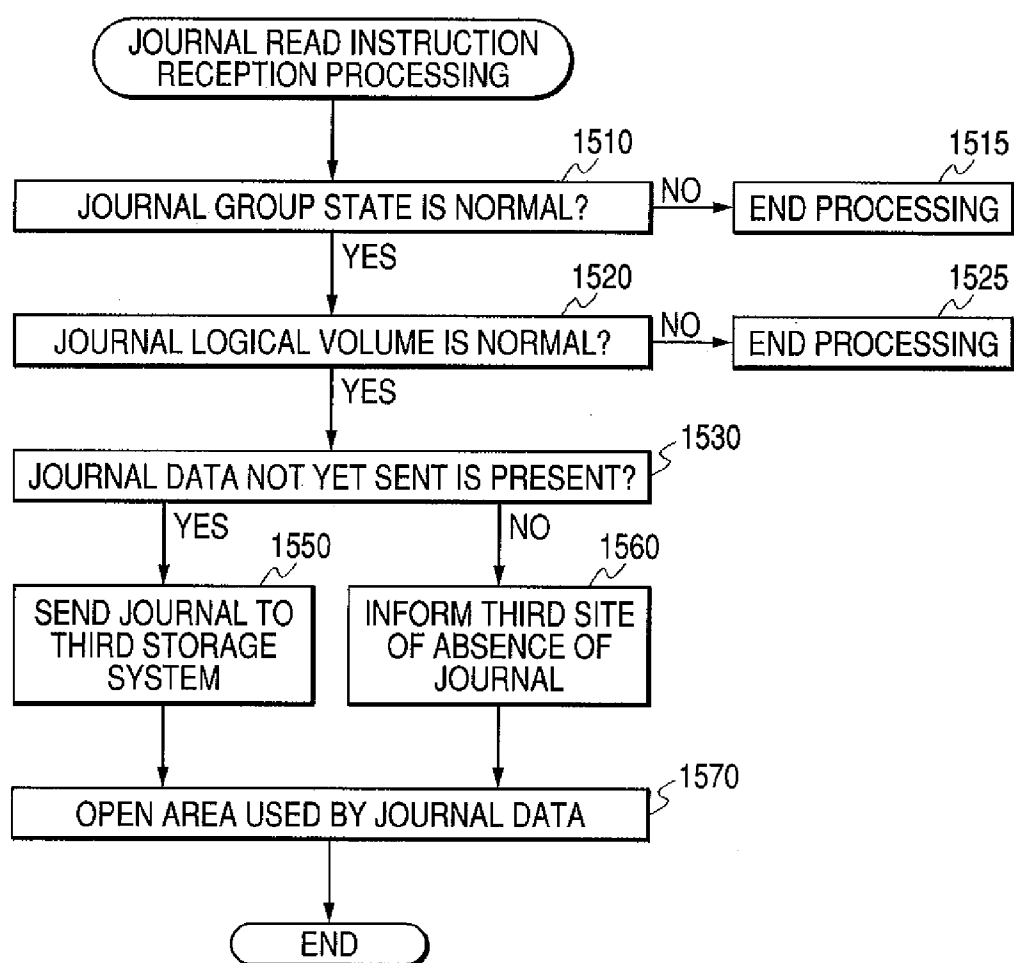 JOURNAL READ INSTRUCTION
RECEPTION PROCESSING
1510
1515
JOURNAL GROUP STATE IS NORMAL?
NO
END PROCESSING
YES
1520
1525
JOURNAL LOGICAL VOLUME IS NORMAL?
NO
END PROCESSING
YES
1530
JOURNAL DATA NOT YET SENT IS PRESENT?
YES
NO
1550
1560
SEND JOURNAL TO
THIRD STORAGE
SYSTEM
INFORM THIRD SITE
OF ABSENCE OF
JOURNAL
1570
OPEN AREA USED BY JOURNAL DATA
END